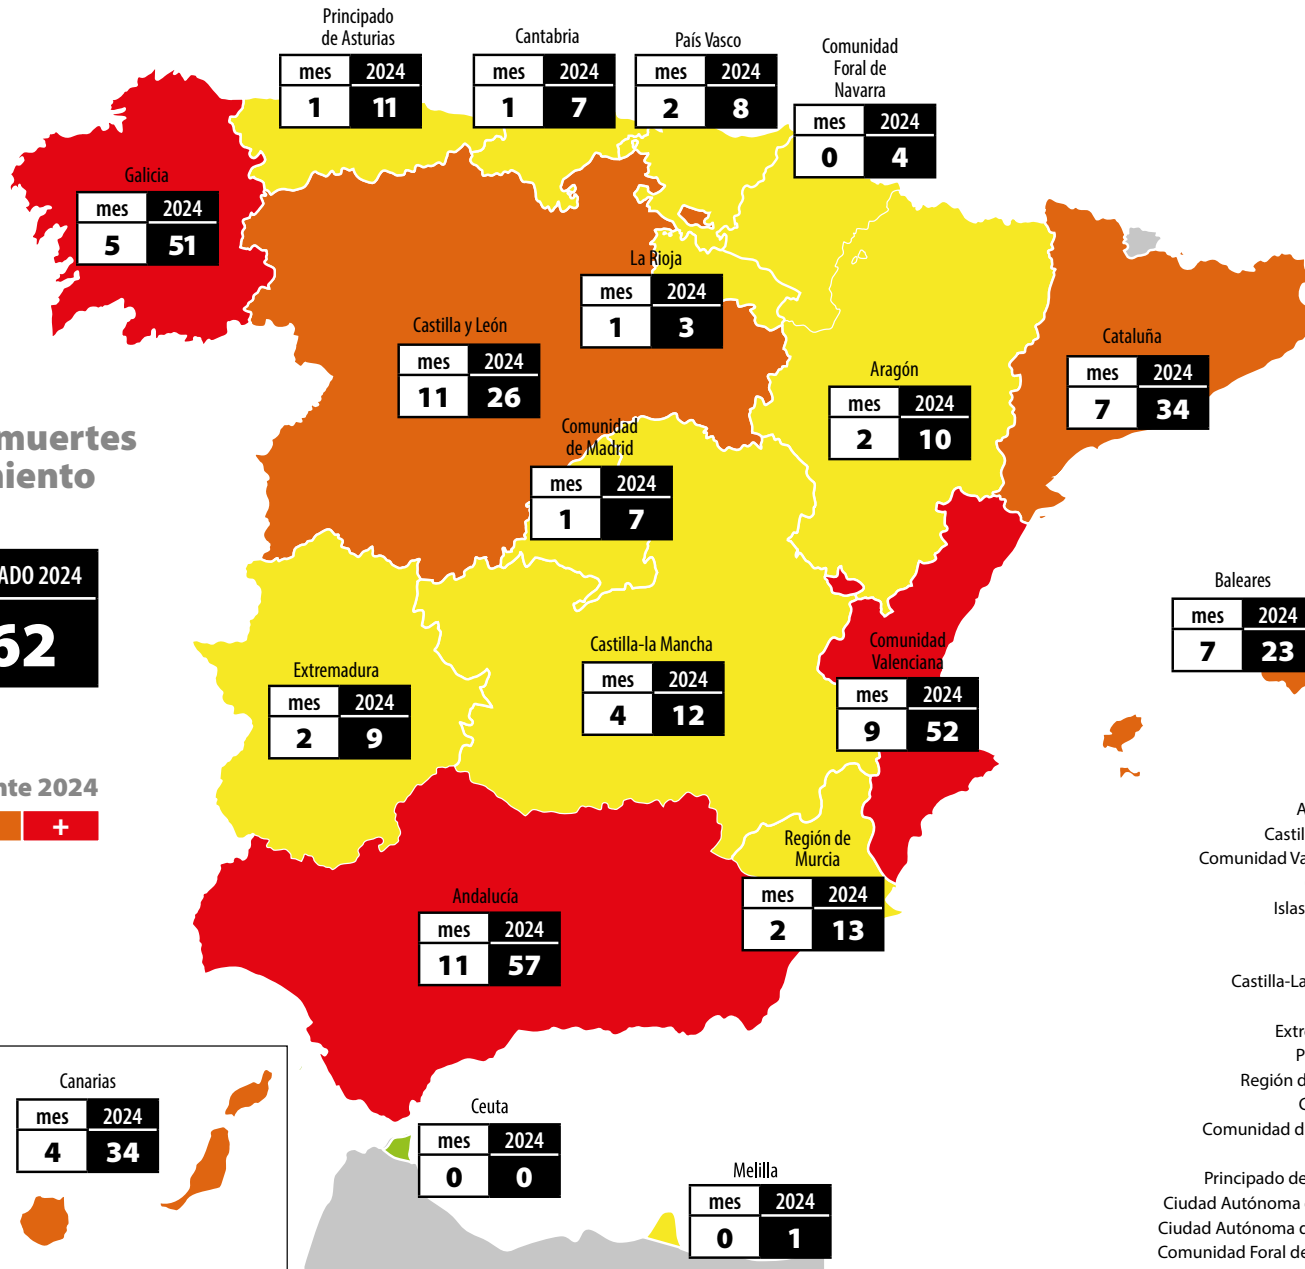 Principado
de Asturias
mes 2024
1 11
Cantabria
mes 2024
1 7
País Vasco
mes 2024
2 8
Comunidad
Foral de
Navarra
mes 2024
0 4
Galicia
mes 2024
5 51
La Rioja
mes 2024
1 3
Castilla y León
mes 2024
11 26
Cataluña
mes 2024
7 34
Aragón
mes 2024
2 10
Comunidad
de Madrid
mes 2024
1 7
muertes
iento
ADO 2024
62
Baleares
mes 2024
7 23
Castilla-la Mancha
mes 2024
4 12
Comunidad
Valenciana
mes 2024
9 52
Extremadura
mes 2024
2 9
nte 2024
+
Región de
Murcia
mes 2024
2 13
Andalucía
mes 2024
11 57
A
Castil
Comunidad Va
Islas
Castilla-La
Extre
P
Región d
C
Comunidad d
Principado de
Ciudad Autónoma
Ciudad Autónoma d
Comunidad Foral de
Canarias
mes 2024
4 34
Ceuta
mes 2024
0 0
Melilla
mes 2024
0 1